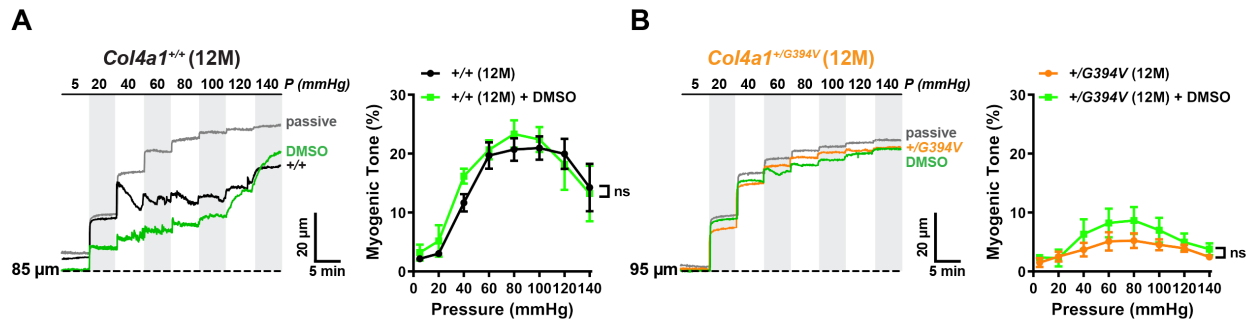 A
Col4a1+/+ (12M)
5 20 40 60 80 100 120 140 P (mmHg)
passive
DMSO
+/+
85 µm
20 µm
5 min
+/+ (12M)
+/+ (12M) + DMSO
Myogenic Tone (%)
30
20
10
0
0 20 40 60 80 100 120 140
Pressure (mmHg)
ns
B
Col4a1+/G394V (12M)
5 20 40 60 80 100 120 140 P (mmHg)
passive
+/G394V
DMSO
95 µm
20 µm
5 min
+/G394V (12M)
+/G394V (12M) + DMSO
Myogenic Tone (%)
30
20
10
0
0 20 40 60 80 100 120 140
Pressure (mmHg)
ns